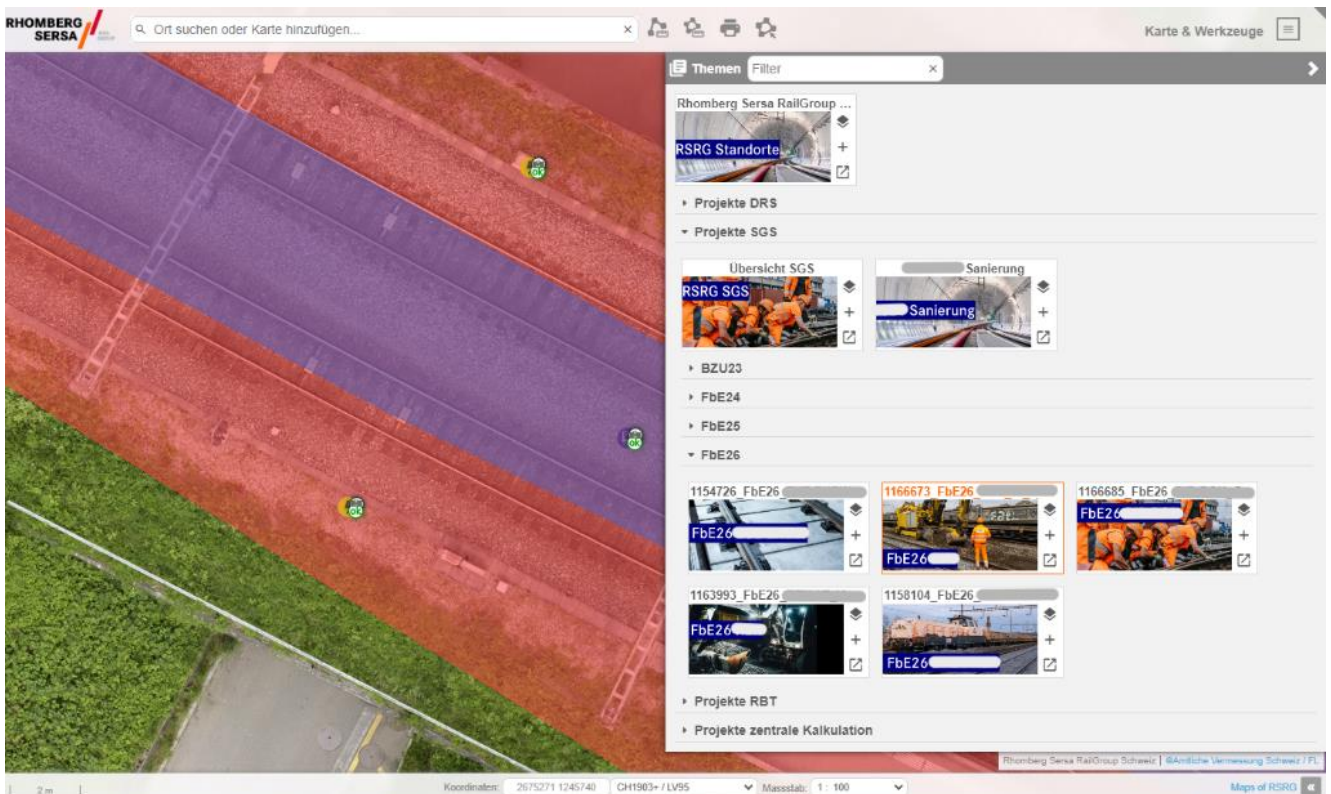 RHOMBERG
SERSA
Ort suchen oder Karte hinzufügen...
Karte & Werkzeuge
Themen
Filter
Rhomberg Sersa RailGroup ...
RSRG Standorte
Projekte DRS
Projekte SGS
Übersicht SGS
Sanierung
RSRG SGS
Sanierung
BZU23
FbE24
FbE25
FbE26
1154726_FbE26
1166673_FbE26
1166685_FbE26
FbE26
FbE26
FbE26
1163993_FbE26
1158104_FbE26
FbE26
FbE26
Projekte RBT
Projekte zentrale Kalkulation
ok
ok
ok
Rhomberg Sersa RailGroup Schweiz | ©Amtliche Vermessung Schweiz / FL
2 m
Koordinaten: 2675271 1245740 CH1903+ / LV95 Massstab: 1 : 100
Maps of RSRG